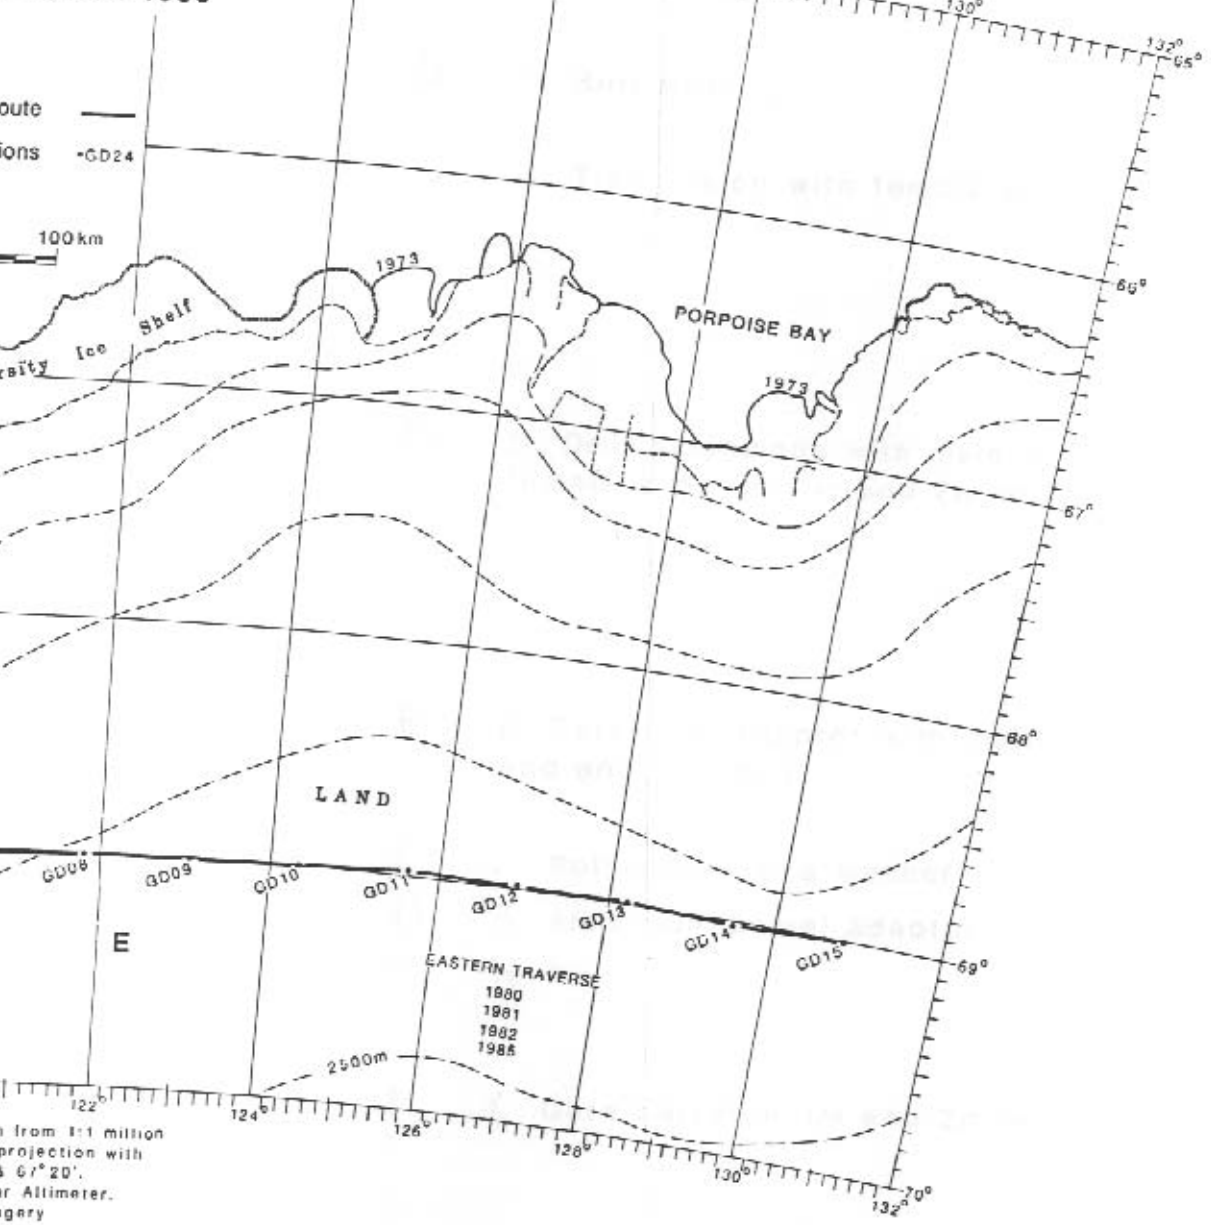 130°
132°
65°
oute
ions •GD24
100km
66°
1973
PORPOISE BAY
Shelf
Ice
rsity
1973
67°
68°
LAND
GD08
GD09
GD10
GD11
GD12
GD13
GD14
GD15
69°
E
EASTERN TRAVERSE
1980
1981
1982
1985
2500m
122°
124°
126°
128°
130°
132°
70°
from 1:1 million
projection with
67°20'.
r Altimeter.
gery